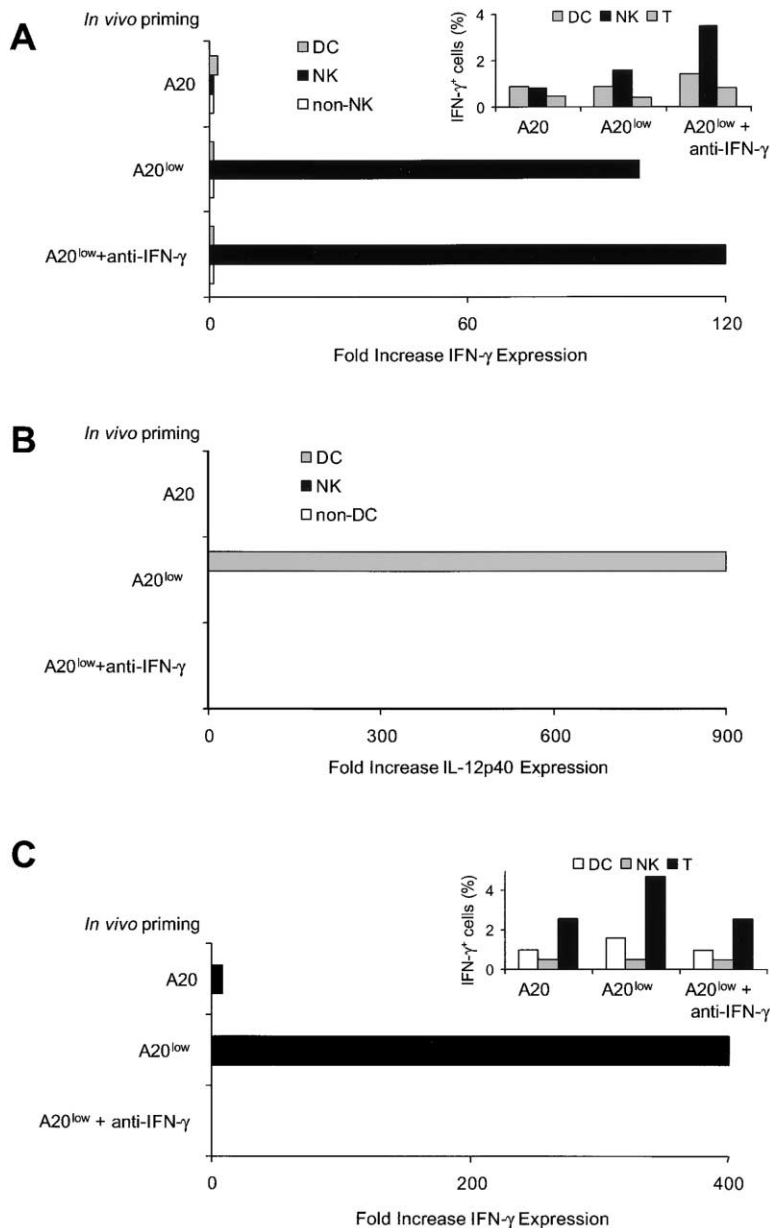 A
In vivo priming
DC
NK
non-NK
A20
A20low
A20low+anti-IFN-γ
0 60 120
Fold Increase IFN-γ Expression
DC NK T
IFN-γ+ cells (%)
4
2
0
A20 A20low A20low +
anti-IFN-γ
B
In vivo priming
DC
NK
non-DC
A20
A20low
A20low+anti-IFN-γ
0 300 600 900
Fold Increase IL-12p40 Expression
C
In vivo priming
A20
A20low
A20low + anti-IFN-γ
0 200 400
Fold Increase IFN-γ Expression
DC NK T
IFN-γ+ cells (%)
4
2
0
A20 A20low A20low +
anti-IFN-γ